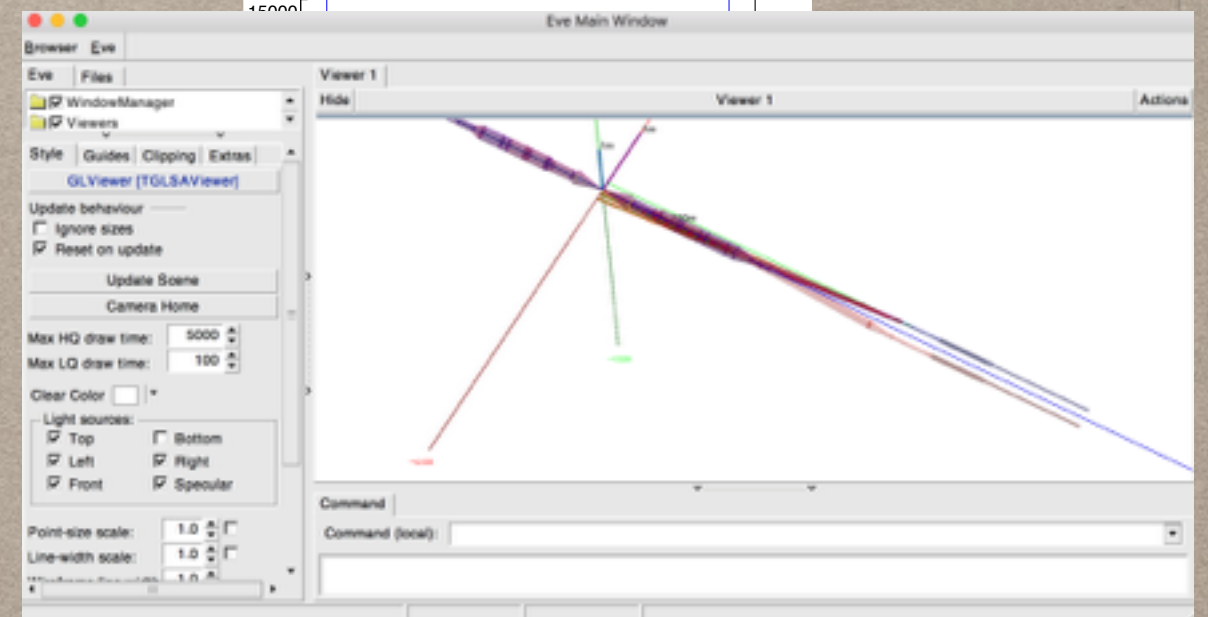 15000
Eve Main Window
Browser Eve
Eve Files
WindowManager
Viewers
Style Guides Clipping Extras
GLViewer [TGLSAViewer]
Update behaviour
Ignore sizes
Reset on update
Update Scene
Camera Home
Max HQ draw time: 5000
Max LQ draw time: 100
Clear Color
Light sources:
Top Bottom
Left Right
Front Specular
Point-size scale: 1.0
Line-width scale: 1.0
1.0
Viewer 1
Hide Viewer 1 Actions
Command
Command (local):